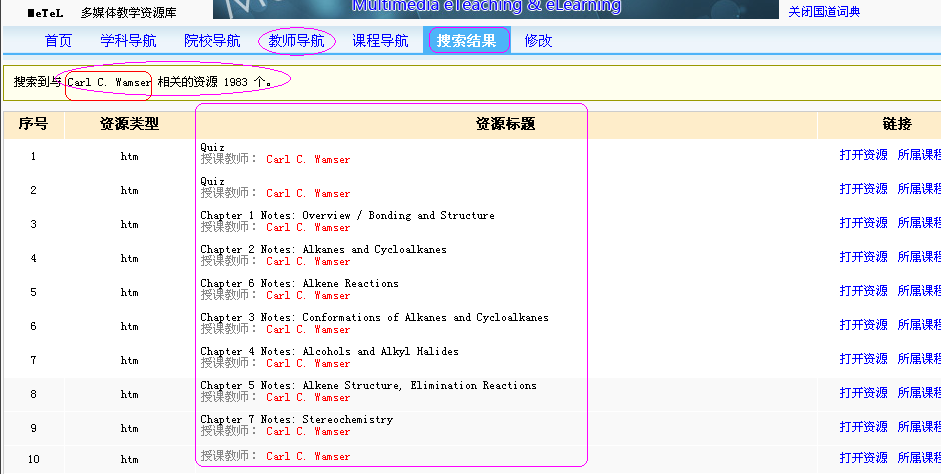 MeTeL 多媒体教学资源库
Multimedia eTeaching & eLearning
关闭国道词典
首页 学科导航 院校导航 教师导航 课程导航 搜索结果 修改
搜索到与 Carl C. Wamser 相关的资源 1983 个。
序号 资源类型 资源标题 链接
1 htm Quiz 打开资源 所属课程
授课教师： Carl C. Wamser
2 htm Quiz 打开资源 所属课程
授课教师： Carl C. Wamser
3 htm Chapter 1 Notes: Overview / Bonding and Structure 打开资源 所属课程
授课教师： Carl C. Wamser
4 htm Chapter 2 Notes: Alkanes and Cycloalkanes 打开资源 所属课程
授课教师： Carl C. Wamser
5 htm Chapter 6 Notes: Alkene Reactions 打开资源 所属课程
授课教师： Carl C. Wamser
6 htm Chapter 3 Notes: Conformations of Alkanes and Cycloalkanes 打开资源 所属课程
授课教师： Carl C. Wamser
7 htm Chapter 4 Notes: Alcohols and Alkyl Halides 打开资源 所属课程
授课教师： Carl C. Wamser
8 htm Chapter 5 Notes: Alkene Structure, Elimination Reactions 打开资源 所属课程
授课教师： Carl C. Wamser
9 htm Chapter 7 Notes: Stereochemistry 打开资源 所属课程
授课教师： Carl C. Wamser
10 htm 授课教师： Carl C. Wamser 打开资源 所属课程